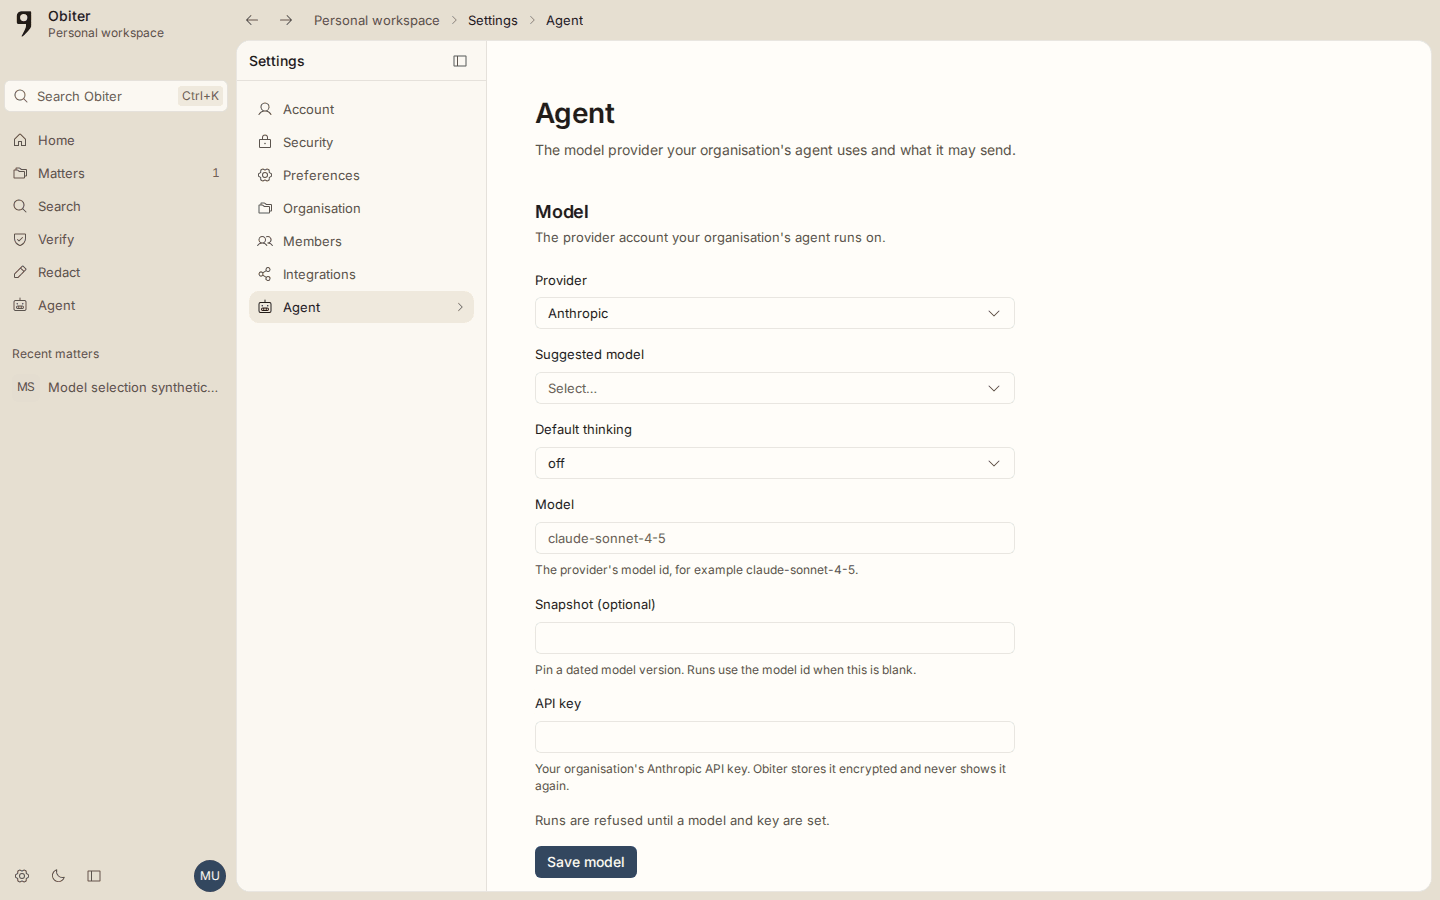 Obiter
Personal workspace
Personal workspace
Settings
Agent
Search Obiter
Ctrl+K
Home
Matters
1
Search
Verify
Redact
Agent
Recent matters
MS
Model selection synthetic...
MU
Settings
Account
Security
Preferences
Organisation
Members
Integrations
Agent
Agent
The model provider your organisation's agent uses and what it may send.
Model
The provider account your organisation's agent runs on.
Provider
Anthropic
Suggested model
Select...
Default thinking
off
Model
claude-sonnet-4-5
The provider's model id, for example claude-sonnet-4-5.
Snapshot (optional)
Pin a dated model version. Runs use the model id when this is blank.
API key
Your organisation's Anthropic API key. Obiter stores it encrypted and never shows it
again.
Runs are refused until a model and key are set.
Save model